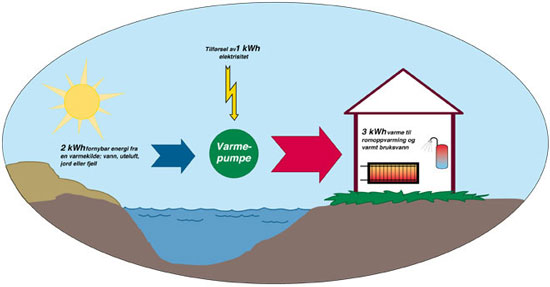 Tilførsel av 1 kWh
elektrisitet
2 kWh fornybar energi fra
en varmekilde; vann, uteluft,
jord eller fjell
Varme-
pumpe
3 kWh varme til
romoppvarming og
varmt bruksvann